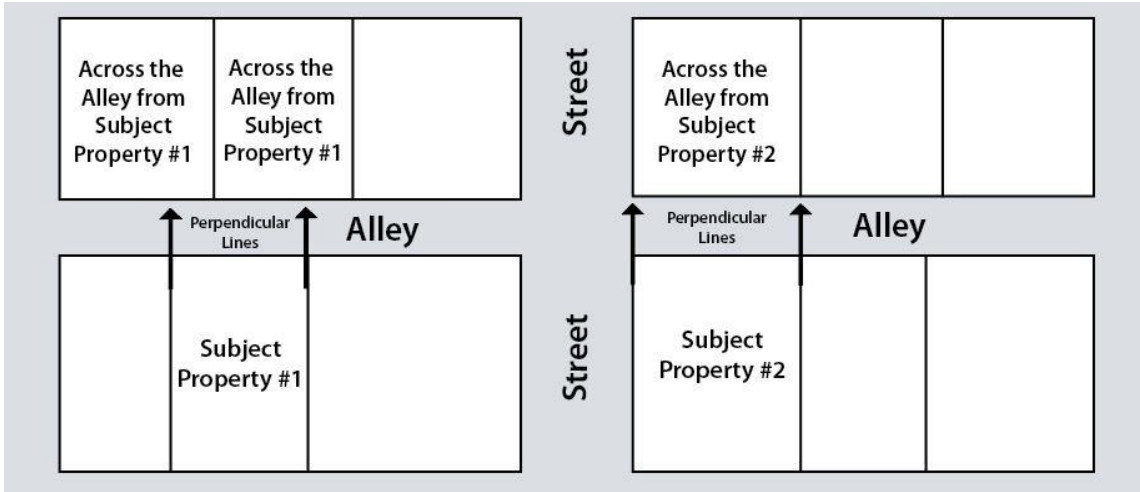 Across the
Alley from
Subject
Property #1
Across the
Alley from
Subject
Property #1
Street
Across the
Alley from
Subject
Property #2
Perpendicular
Lines
Alley
Perpendicular
Lines
Alley
Subject
Property #1
Street
Subject
Property #2